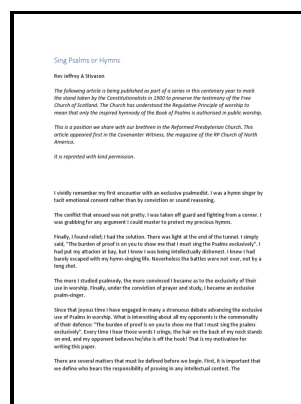 Sing Psalms or Hymns
Rev Jeffrey A Stivason
The following article is being published as part of a series in this centenary year to mark
the stand taken by the Constitutionalists in 1900 to preserve the testimony of the Free
Church of Scotland. The Church has understood the Regulative Principle of worship to
mean that only the inspired hymnody of the Book of Psalms is authorised in public worship.
This is a position we share with our brethren in the Reformed Presbyterian Church. This
article appeared first in the Covenanter Witness, the magazine of the RP Church of North
America.
It is reprinted with kind permission.
I vividly remember my first encounter with an exclusive psalmodist. I was a hymn singer by
tacit emotional consent rather than by conviction or sound reasoning.
The conflict that ensued was not pretty. I was taken off guard and fighting from a corner. I
was grabbing for any argument I could muster to protect my precious hymns.
Finally, I found relief; I had the solution. There was light at the end of the tunnel. I simply
said, "The burden of proof is on you to show me that I must sing the Psalms exclusively". I
had put my attacker at bay, but I knew I was being intellectually dishonest. I knew I had
barely escaped with my hymn-singing life. Nevertheless the battles were not over, not by a
long shot.
The more I studied psalmody, the more convinced I became as to the exclusivity of their
use in worship. Finally, under the conviction of prayer and study, I became an exclusive
psalm-singer.
Since that joyous time I have engaged in many a strenuous debate advancing the exclusive
use of Psalms in worship. What is interesting about all my opponents is the commonality
of their defence: "The burden of proof is on you to show me that I must sing the psalms
exclusively". Every time I hear those words I cringe, the hair on the back of my neck stands
on end, and my opponent believes he/she is off the hook! That is my motivation for
writing this paper.
There are several matters that must be defined before we begin. First, it is important that
we define who bears the responsibility of proving in any intellectual contest. The